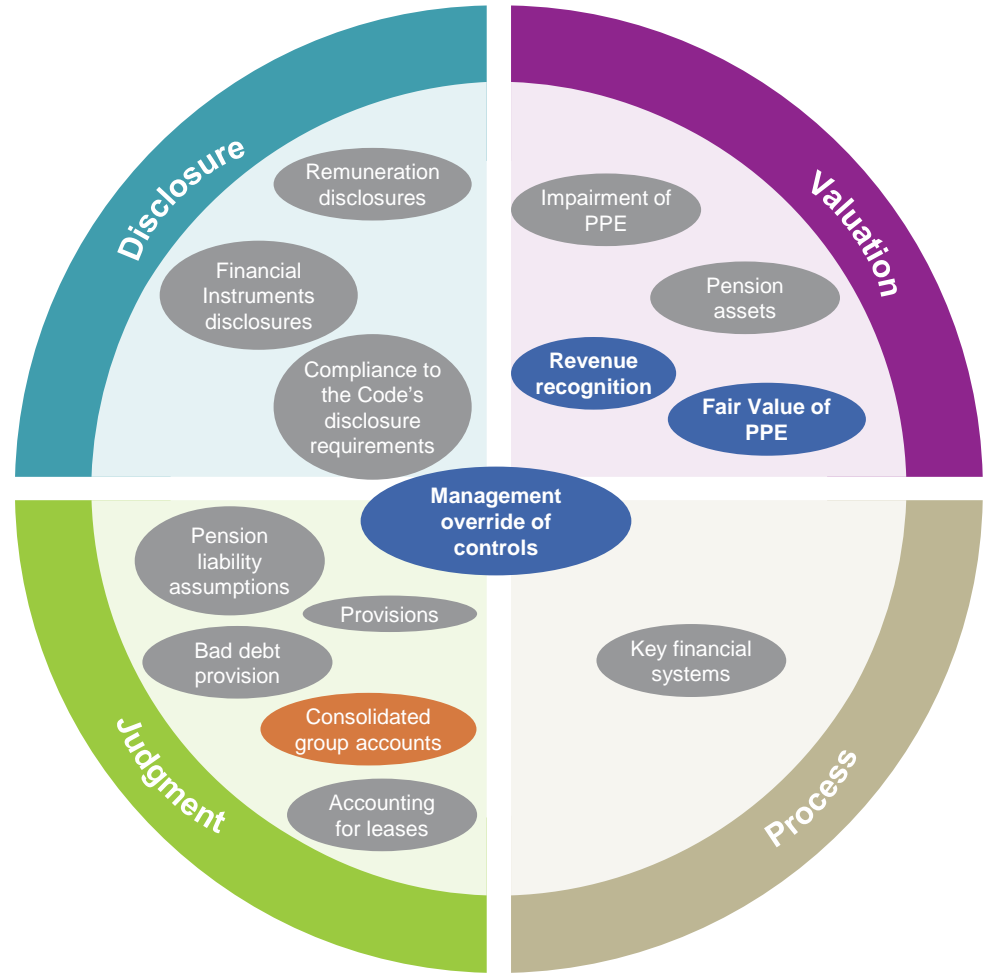 Disclosure
Remuneration
disclosures
Financial
Instruments
disclosures
Compliance to
the Code’s
disclosure
requirements
Valuation
Impairment of
PPE
Pension
assets
Revenue
recognition
Fair Value of
PPE
Management
override of
controls
Judgment
Pension
liability
assumptions
Provisions
Bad debt
provision
Consolidated
group accounts
Accounting
for leases
Process
Key financial
systems